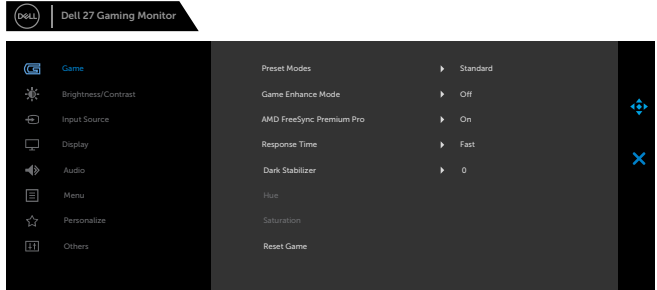 DELL
Dell 27 Gaming Monitor
Game
Preset Modes
Standard
Brightness/Contrast
Game Enhance Mode
Off
Input Source
AMD FreeSync Premium Pro
On
Display
Response Time
Fast
Audio
Dark Stabilizer
0
Menu
Hue
Personalize
Saturation
Others
Reset Game